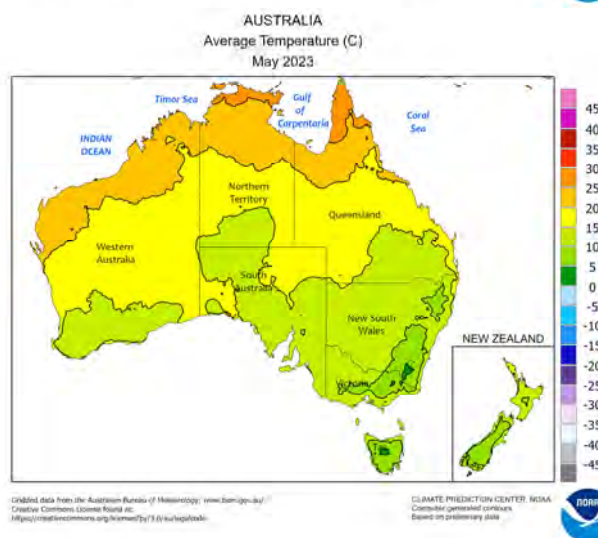 AUSTRALIA
Average Temperature (C)
May 2023
Timor Sea
Gulf
of
Carpentaria
Coral
Sea
INDIAN
OCEAN
Northern
Territory
Queensland
Western
Australia
South
Australia
New South
Wales
Victoria
NEW ZEALAND
45
40
35
30
25
20
15
10
5
0
-5
-10
-15
-20
-25
-30
-35
-40
-45
Gridded data from the Australian Bureau of Meteorology: www.bom.gov.au/
Creative Commons License found at:
CLIMATE PREDICTION CENTER, NOAA
Computer generated contours
Based on preliminary data
NOAA